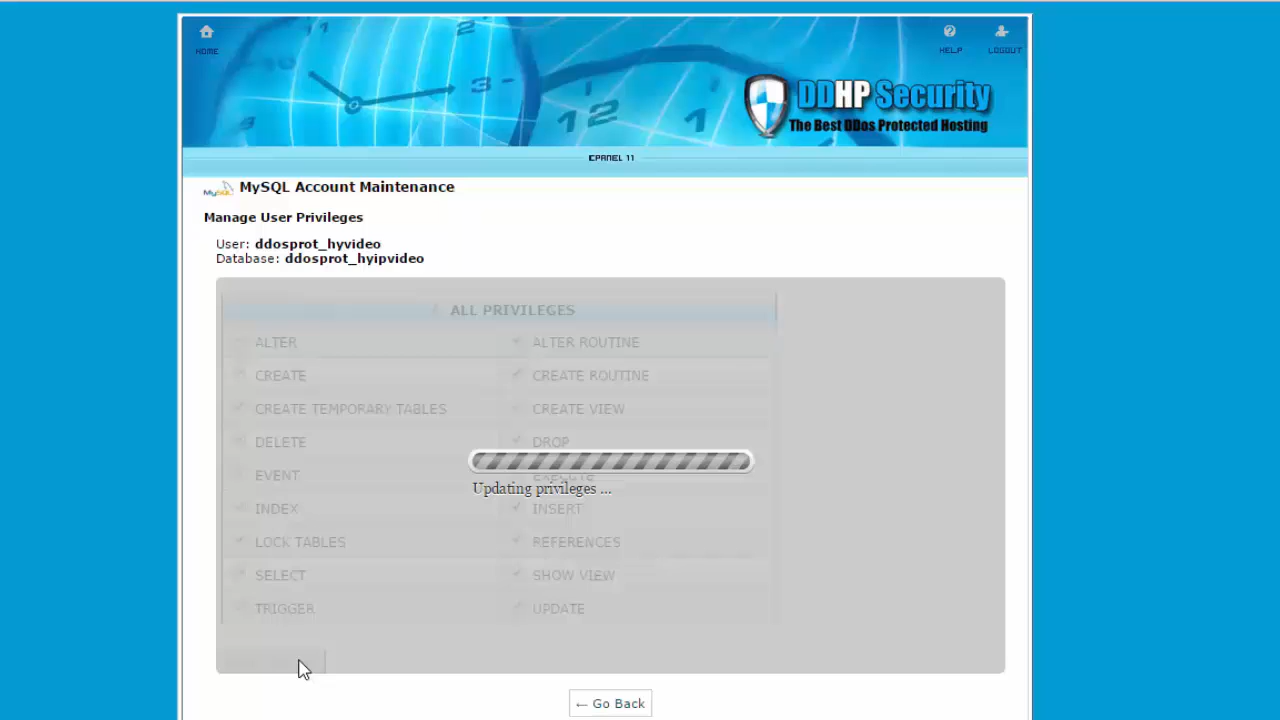 HOME
HELP
LOGOUT
DDHP Security
The Best DDos Protected Hosting
CPANEL 11
MySQL MySQL Account Maintenance
Manage User Privileges
User: ddosprot_hyvideo
Database: ddosprot_hyipvideo
ALL PRIVILEGES
ALTER ALTER ROUTINE
CREATE CREATE ROUTINE
CREATE TEMPORARY TABLES CREATE VIEW
DELETE DROP
EVENT
Updating privileges ...
INDEX INSERT
LOCK TABLES REFERENCES
SELECT SHOW VIEW
TRIGGER UPDATE
← Go Back